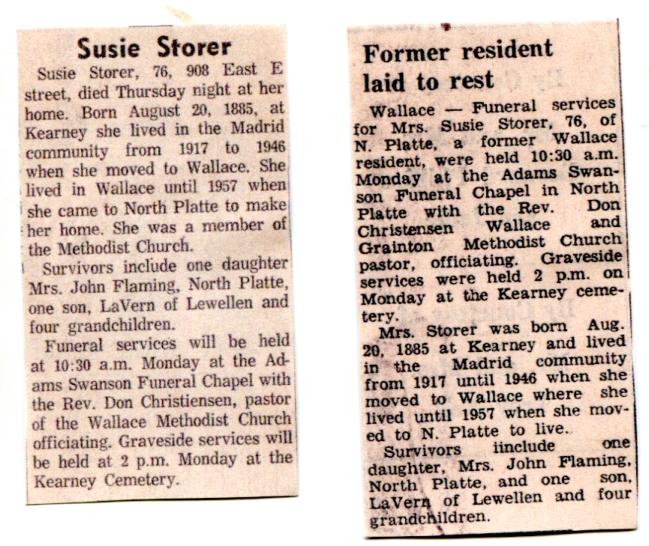 Susie Storer
Susie Storer, 76, 908 East E
street, died Thursday night at her
home. Born August 20, 1885, at
Kearney she lived in the Madrid
community from 1917 to 1946
when she moved to Wallace. She
lived in Wallace until 1957 when
she came to North Platte to make
her home. She was a member of
the Methodist Church.
Survivors include one daughter
Mrs. John Flaming, North Platte,
one son, LaVern of Lewellen and
four grandchildren.
Funeral services will be held
at 10:30 a.m. Monday at the Ad-
ams Swanson Funeral Chapel with
the Rev. Don Christiensen, pastor
of the Wallace Methodist Church
officiating. Graveside services will
be held at 2 p.m. Monday at the
Kearney Cemetery.
Former resident
laid to rest
Wallace — Funeral services
for Mrs. Susie Storer, 76, of
N. Platte, a former Wallace
resident, were held 10:30 a.m.
Monday at the Adams Swan-
son Funeral Chapel in North
Platte with the Rev. Don
Christensen Wallace and
Grainton Methodist Church
pastor, officiating. Graveside
services were held 2 p.m. on
Monday at the Kearney ceme-
tery.
Mrs. Storer was born Aug.
20, 1885 at Kearney and lived
in the Madrid community
from 1917 until 1946 when she
moved to Wallace where she
lived until 1957 when she mov-
ed to N. Platte to live.
Survivors iinclude one
daughter, Mrs. John Flaming,
North Platte, and one son,
LaVern of Lewellen and four
grandchildren.